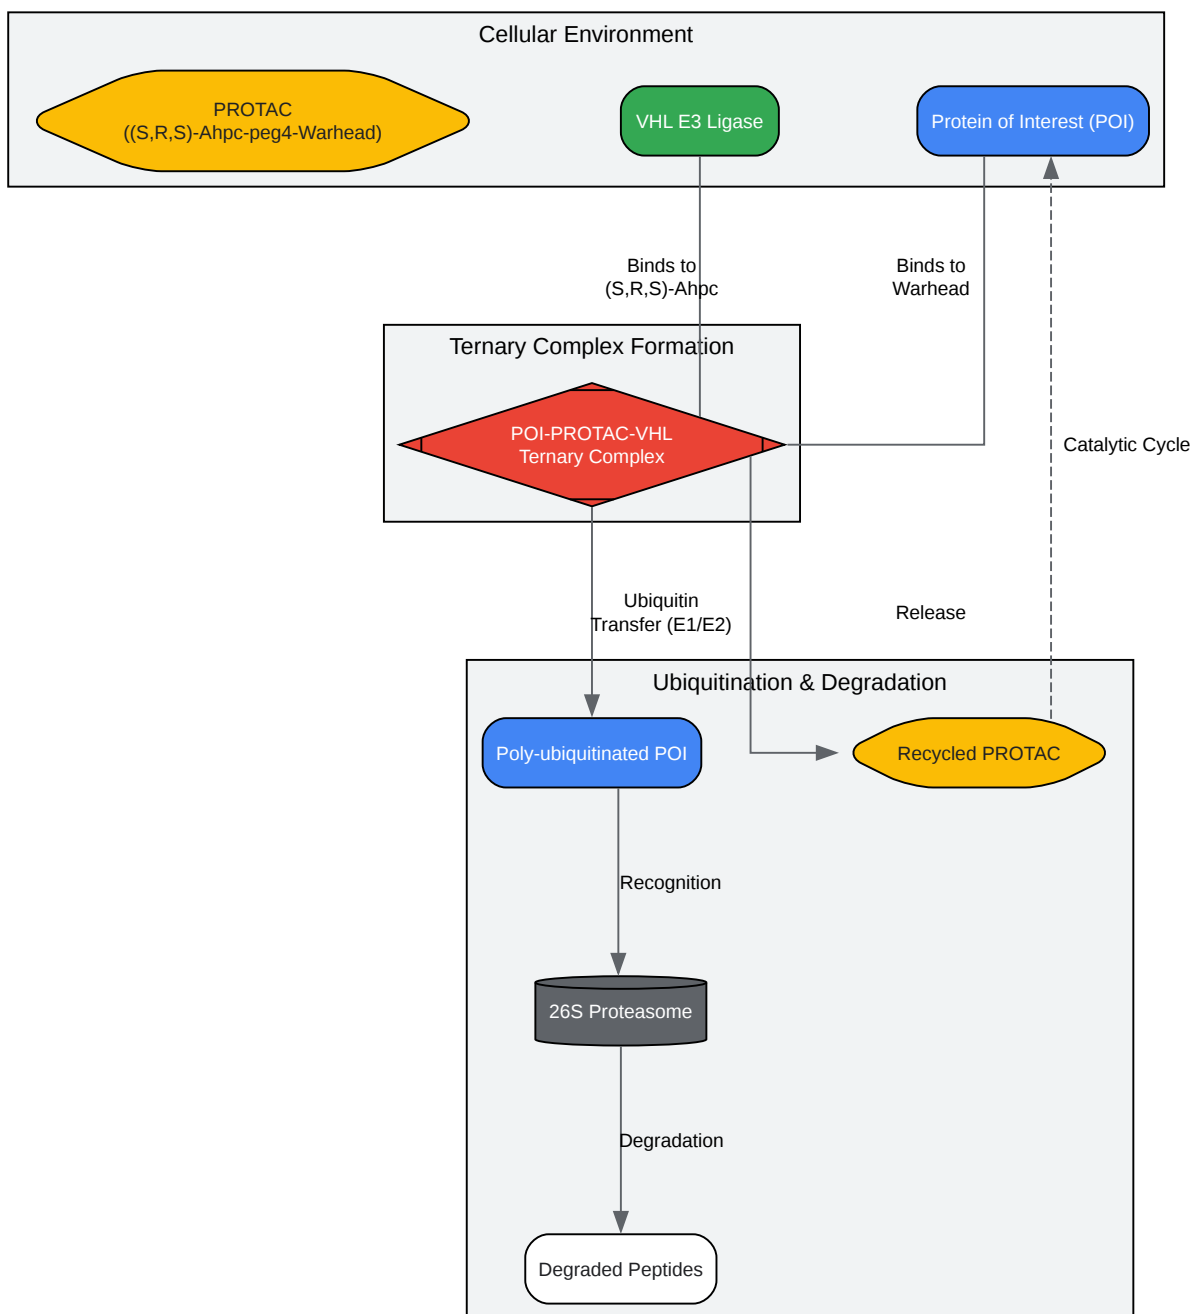 Cellular Environment
PROTAC
((S,R,S)-Ahpc-peg4-Warhead)
VHL E3 Ligase
Protein of Interest (POI)
Binds to
(S,R,S)-Ahpc
Binds to
Warhead
Ternary Complex Formation
POI-PROTAC-VHL
Ternary Complex
Catalytic Cycle
Ubiquitin
Transfer (E1/E2)
Release
Ubiquitination & Degradation
Poly-ubiquitinated POI
Recycled PROTAC
Recognition
26S Proteasome
Degradation
Degraded Peptides